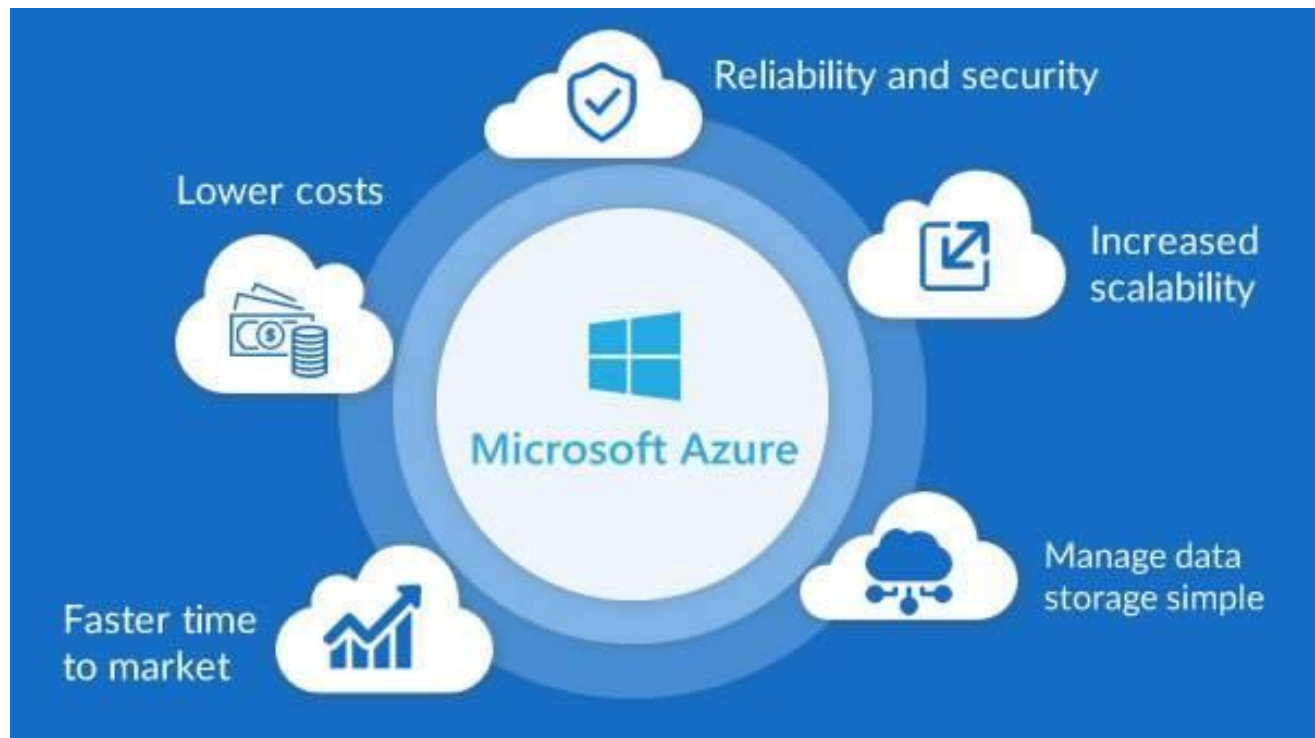 Reliability and security
Lower costs
Increased
scalability
Microsoft Azure
Manage data
storage simple
Faster time
to market